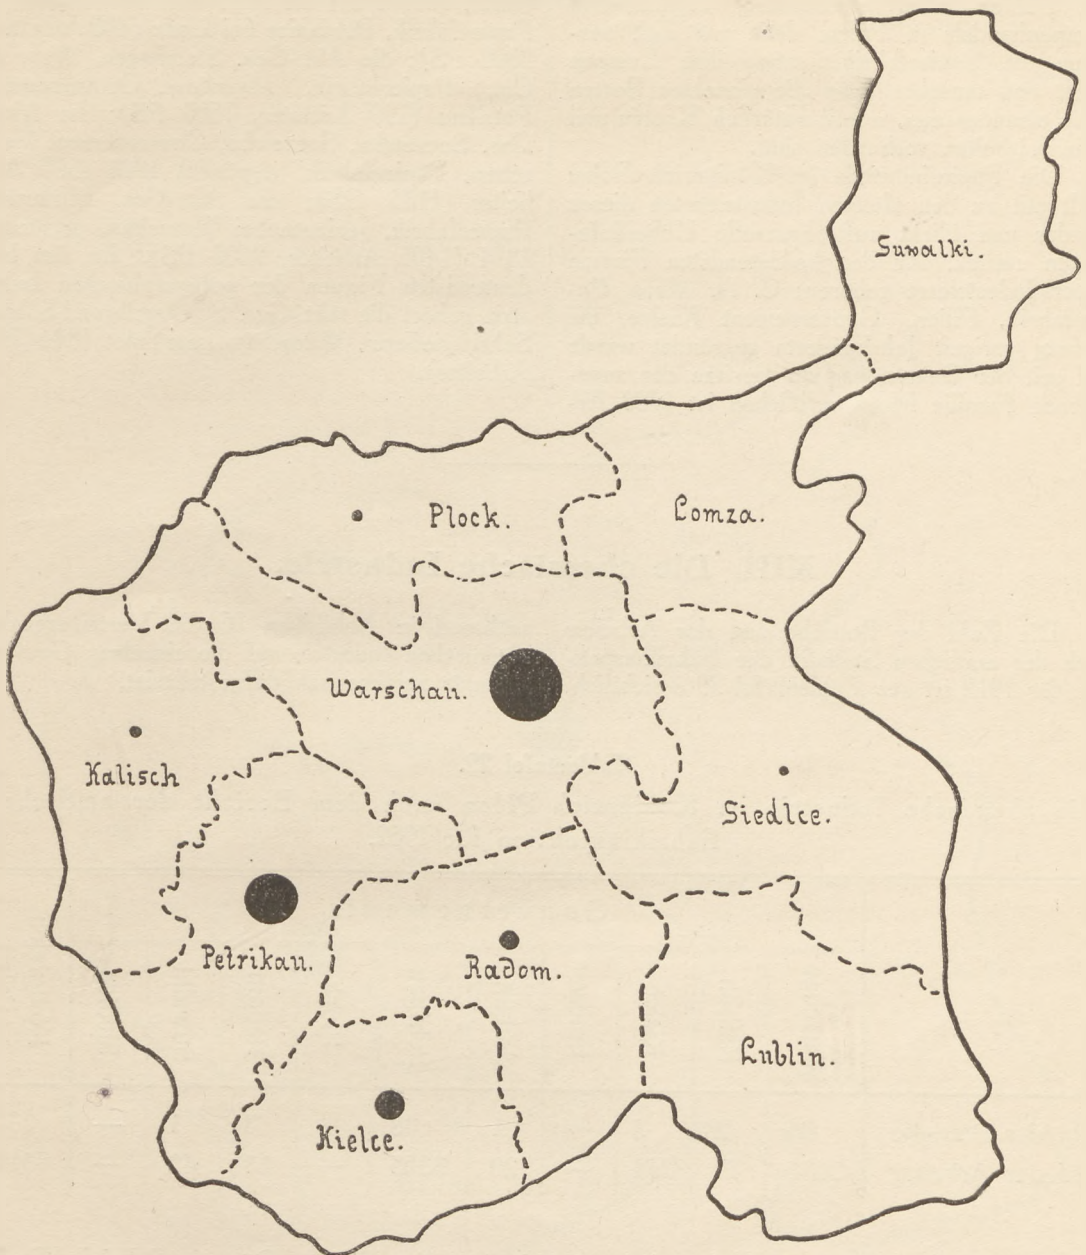 Suwalki.
Plock.
Lomza.
Warschau.
Kalisch
Siedlce.
Petrikau.
Radom.
Lublin.
Kielce.